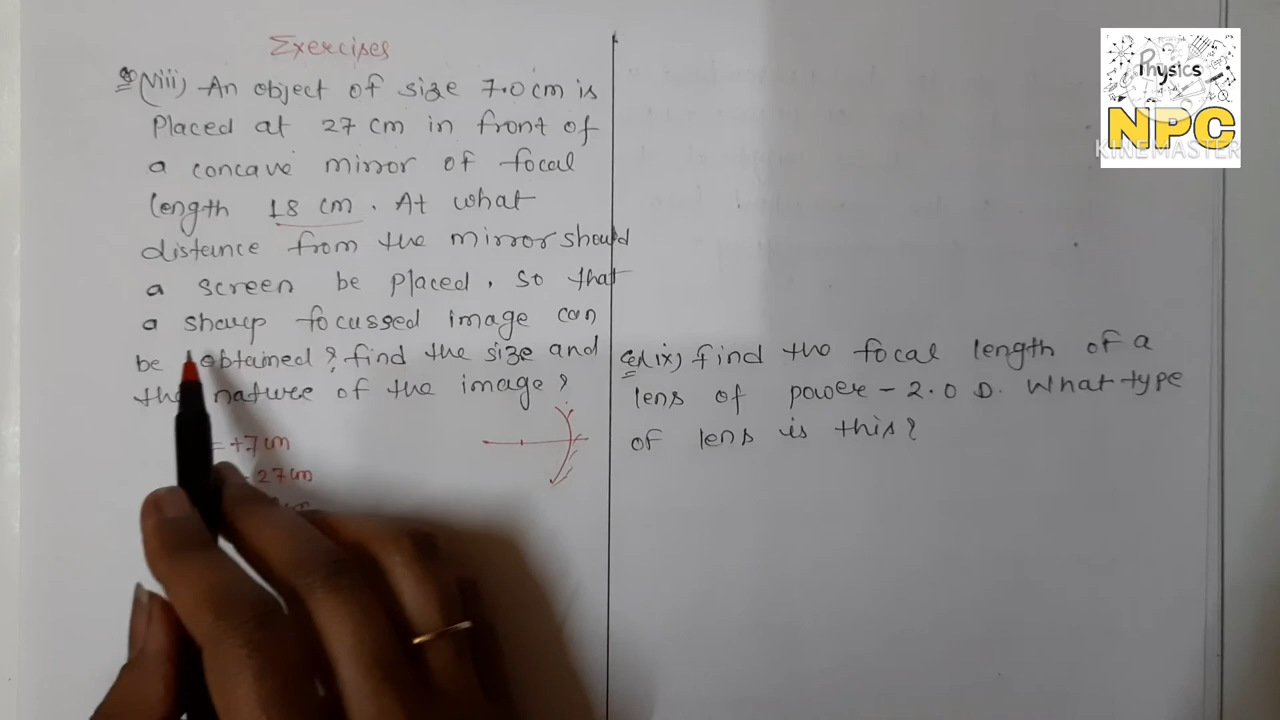 Exercises
Q (viii) An object of size 7.0 cm is
Placed at 27 cm in front of
a concave mirror of focal
length 18 cm. At what
distance from the mirror should
a screen be placed, so that
a sharp focussed image can
be obtained? find the size and
the nature of the image?
= +7 cm
- 27 cm
cm
ix) find the focal length of a
lens of power - 2.0 D. What type
of lens is this?
Physics
NPC
KINEMASTER